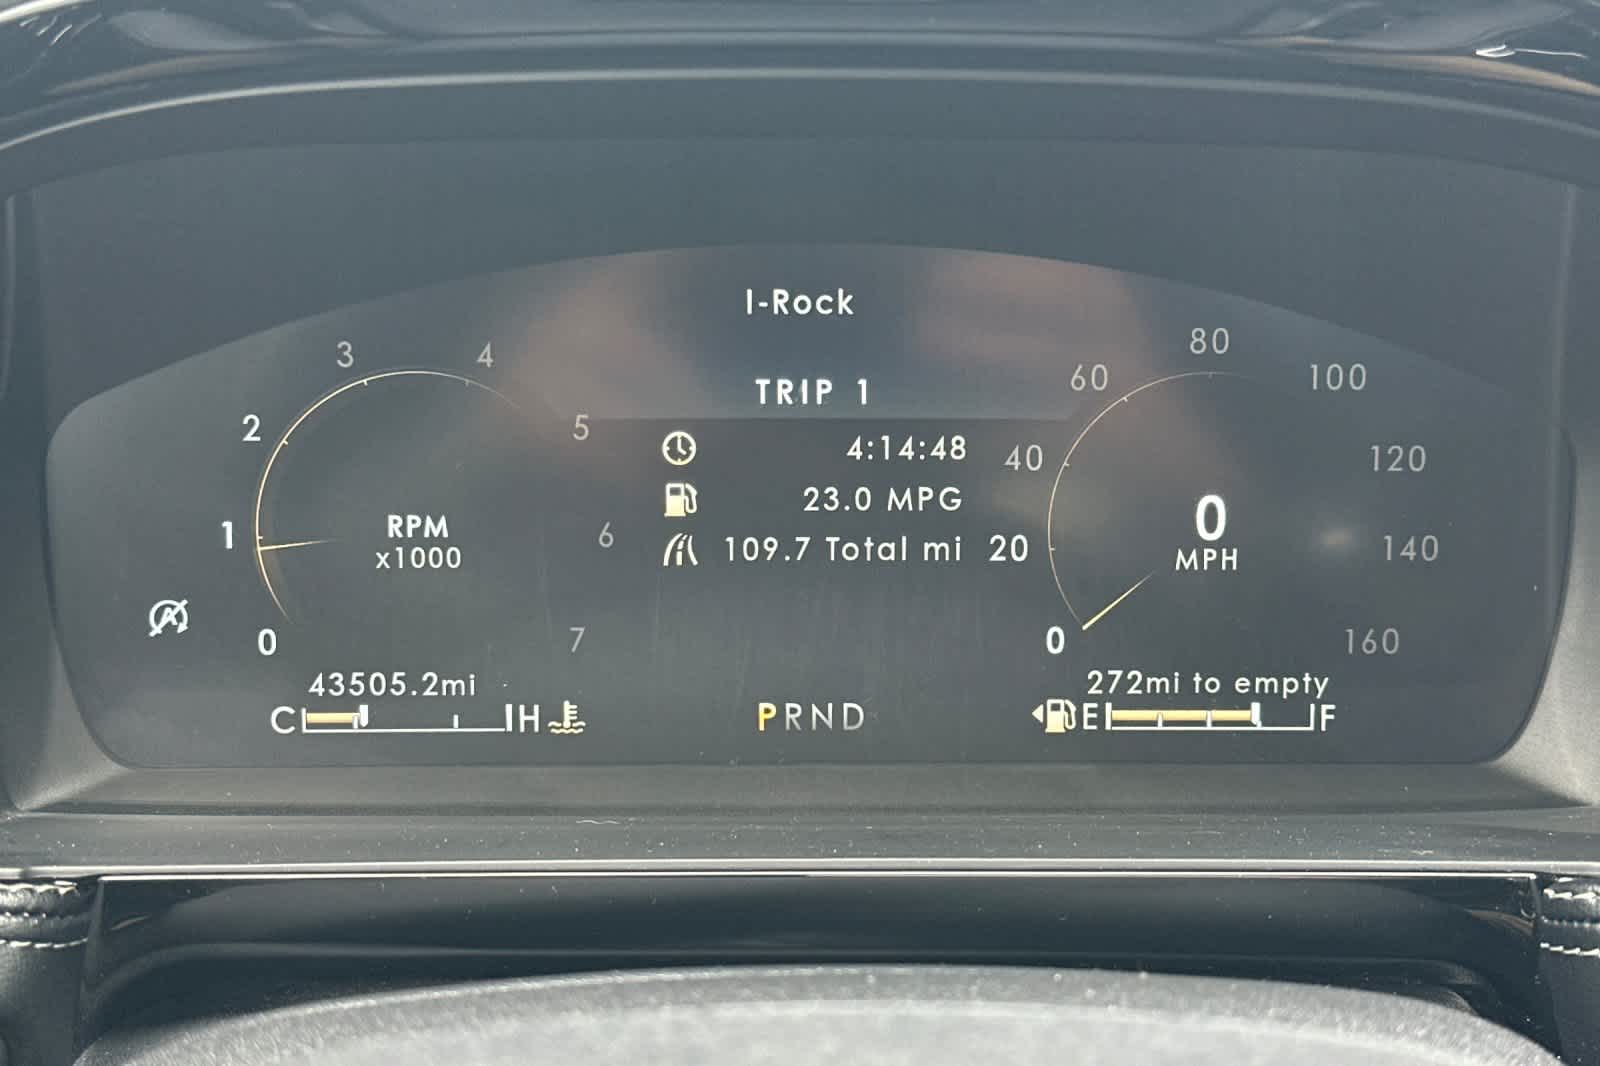 I-Rock
TRIP 1
4:14:48
23.0 MPG
109.7 Total mi
0
1
2
3
4
5
6
7
RPM
x1000
0
20
40
60
80
100
120
140
160
0
MPH
A
43505.2mi
C H
PRND
272mi to empty
E F